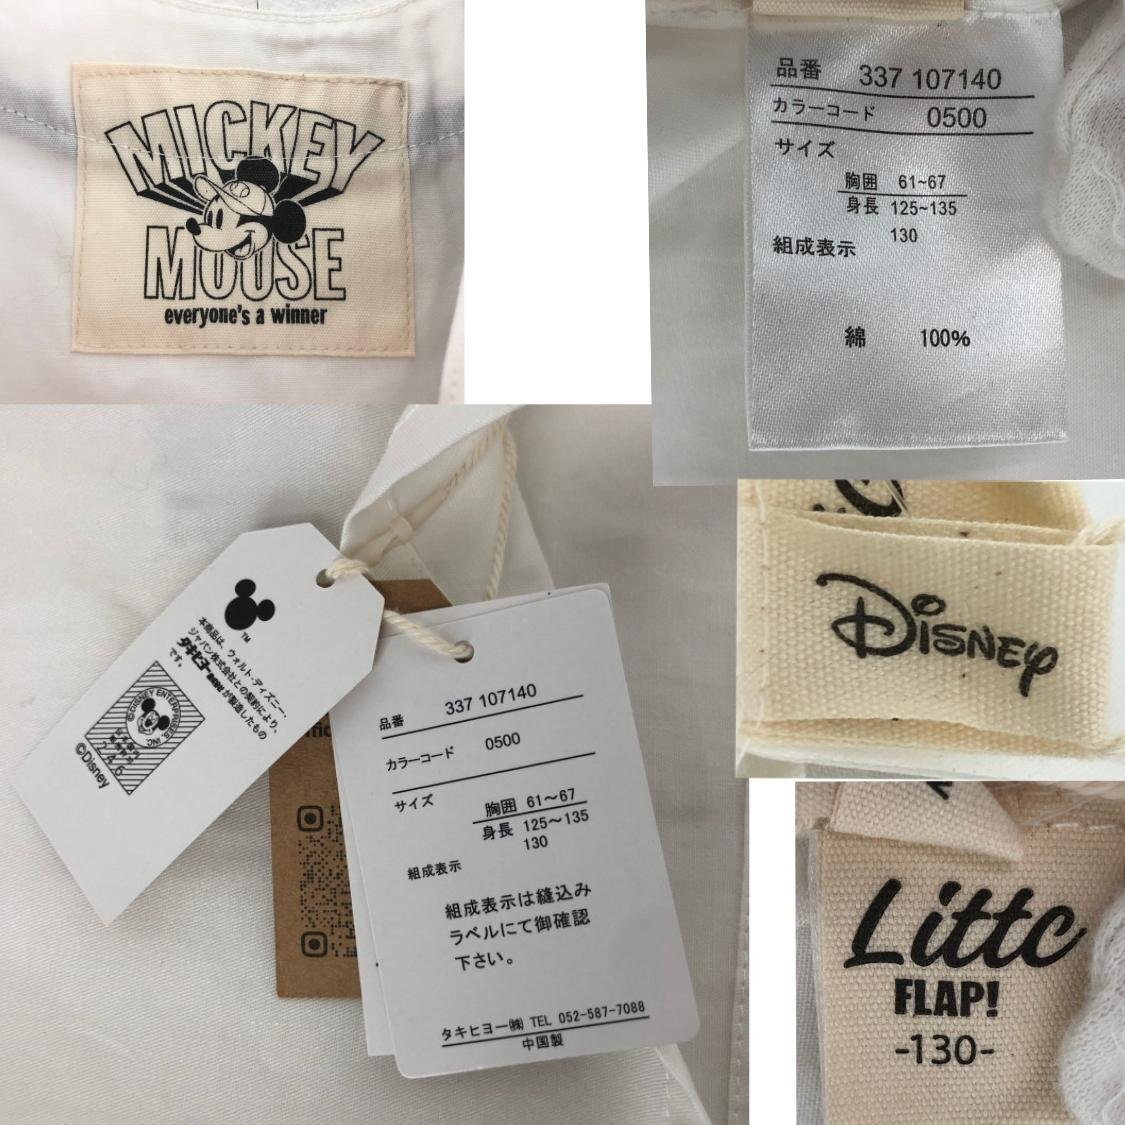 MICKEY
MOUSE
everyone's a winner
品番 337 107140
カラーコード 0500
サイズ
胸囲 61~67
身長 125~135
130
組成表示
綿 100%
TM
本商品は、ウォルト・ディズニー・
ジャパン株式会社との契約により、
タキヒヨー が製造したもの
です。
©DISNEY ENTERPRISES, INC.
©Disney
品番 337 107140
カラーコード 0500
サイズ
胸囲 61～67
身長 125～135
130
組成表示
組成表示は縫込み
ラベルにて御確認
下さい。
タキヒヨー㈱ TEL 052-587-7088
中国製
Disney
Littc
FLAP!
-130-